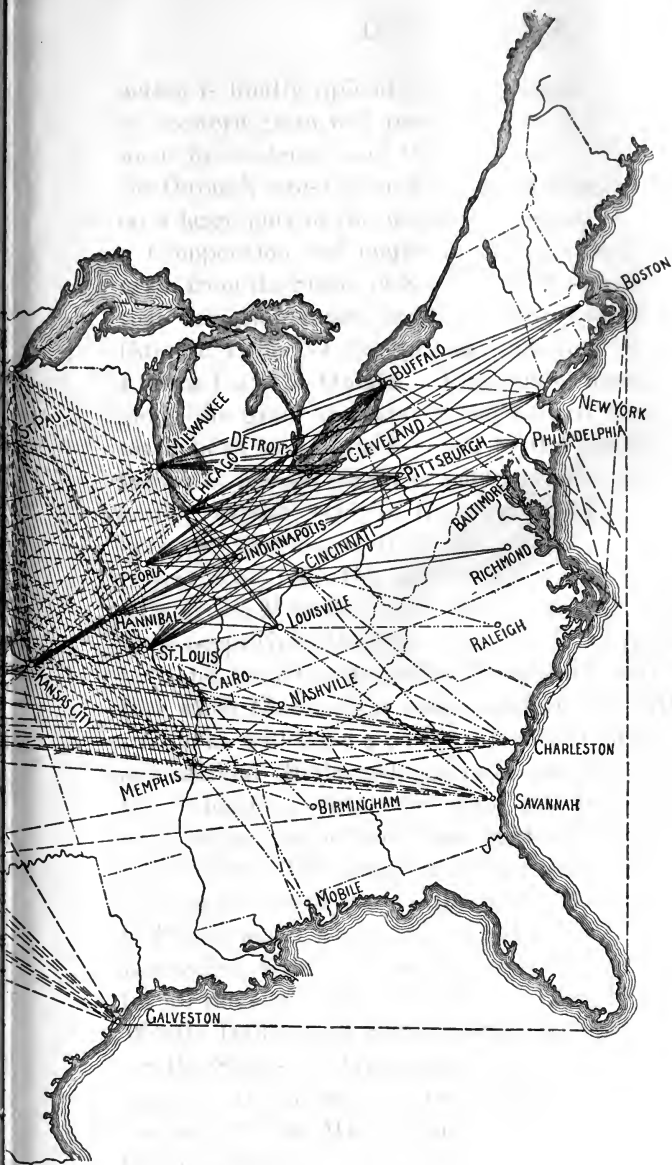 BOSTON
BUFFALO
NEW YORK
ST. PAUL
MILWAUKEE
DETROIT
CLEVELAND
PHILADELPHIA
CHICAGO
PITTSBURGH
BALTIMORE
INDIANAPOLIS
CINCINNATI
PEORIA
RICHMOND
HANNIBAL
LOUISVILLE
RALEIGH
ST. LOUIS
KANSAS CITY
CAIRO
NASHVILLE
CHARLESTON
MEMPHIS
BIRMINGHAM
SAVANNAH
MOBILE
GALVESTON